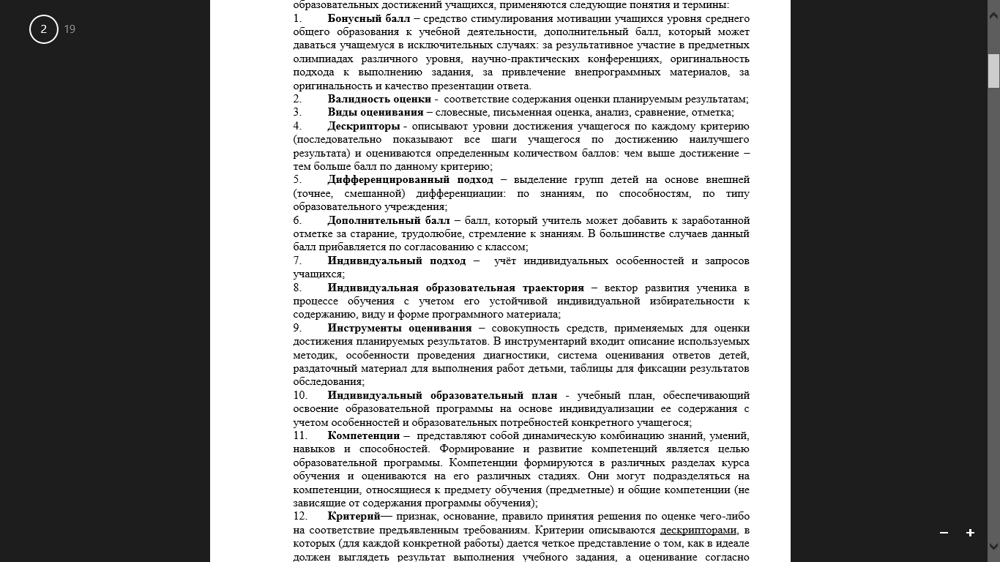 2 19
образовательных достижений учащихся, применяются следующие понятия и термины:
1. Бонусный балл – средство стимулирования мотивации учащихся уровня среднего
общего образования к учебной деятельности, дополнительный балл, который может
даваться учащемуся в исключительных случаях: за результативное участие в предметных
олимпиадах различного уровня, научно-практических конференциях, оригинальность
подхода к выполнению задания, за привлечение внепрограммных материалов, за
оригинальность и качество презентации ответа.
2. Валидность оценки - соответствие содержания оценки планируемым результатам;
3. Виды оценивания – словесные, письменная оценка, анализ, сравнение, отметка;
4. Дескрипторы - описывают уровни достижения учащегося по каждому критерию
(последовательно показывают все шаги учащегося по достижению наилучшего
результата) и оцениваются определенным количеством баллов: чем выше достижение –
тем больше балл по данному критерию;
5. Дифференцированный подход – выделение групп детей на основе внешней
(точнее, смешанной) дифференциации: по знаниям, по способностям, по типу
образовательного учреждения;
6. Дополнительный балл – балл, который учитель может добавить к заработанной
отметке за старание, трудолюбие, стремление к знаниям. В большинстве случаев данный
балл прибавляется по согласованию с классом;
7. Индивидуальный подход – учёт индивидуальных особенностей и запросов
учащихся;
8. Индивидуальная образовательная траектория – вектор развития ученика в
процессе обучения с учетом его устойчивой индивидуальной избирательности к
содержанию, виду и форме программного материала;
9. Инструменты оценивания – совокупность средств, применяемых для оценки
достижения планируемых результатов. В инструментарий входит описание используемых
методик, особенности проведения диагностики, система оценивания ответов детей,
раздаточный материал для выполнения работ детьми, таблицы для фиксации результатов
обследования;
10. Индивидуальный образовательный план - учебный план, обеспечивающий
освоение образовательной программы на основе индивидуализации ее содержания с
учетом особенностей и образовательных потребностей конкретного учащегося;
11. Компетенции – представляют собой динамическую комбинацию знаний, умений,
навыков и способностей. Формирование и развитие компетенций является целью
образовательной программы. Компетенции формируются в различных разделах курса
обучения и оцениваются на его различных стадиях. Они могут подразделяться на
компетенции, относящиеся к предмету обучения (предметные) и общие компетенции (не
зависящие от содержания программы обучения);
12. Критерий— признак, основание, правило принятия решения по оценке чего-либо
на соответствие предъявленным требованиям. Критерии описываются дескрипторами, в
которых (для каждой конкретной работы) дается четкое представление о том, как в идеале
должен выглядеть результат выполнения учебного задания, а оценивание согласно